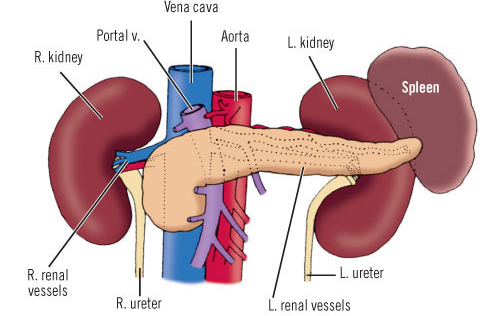 Vena cava
Portal v.
Aorta
L. kidney
R. kidney
Spleen
R. renal
vessels
R. ureter
L. renal vessels
L. ureter